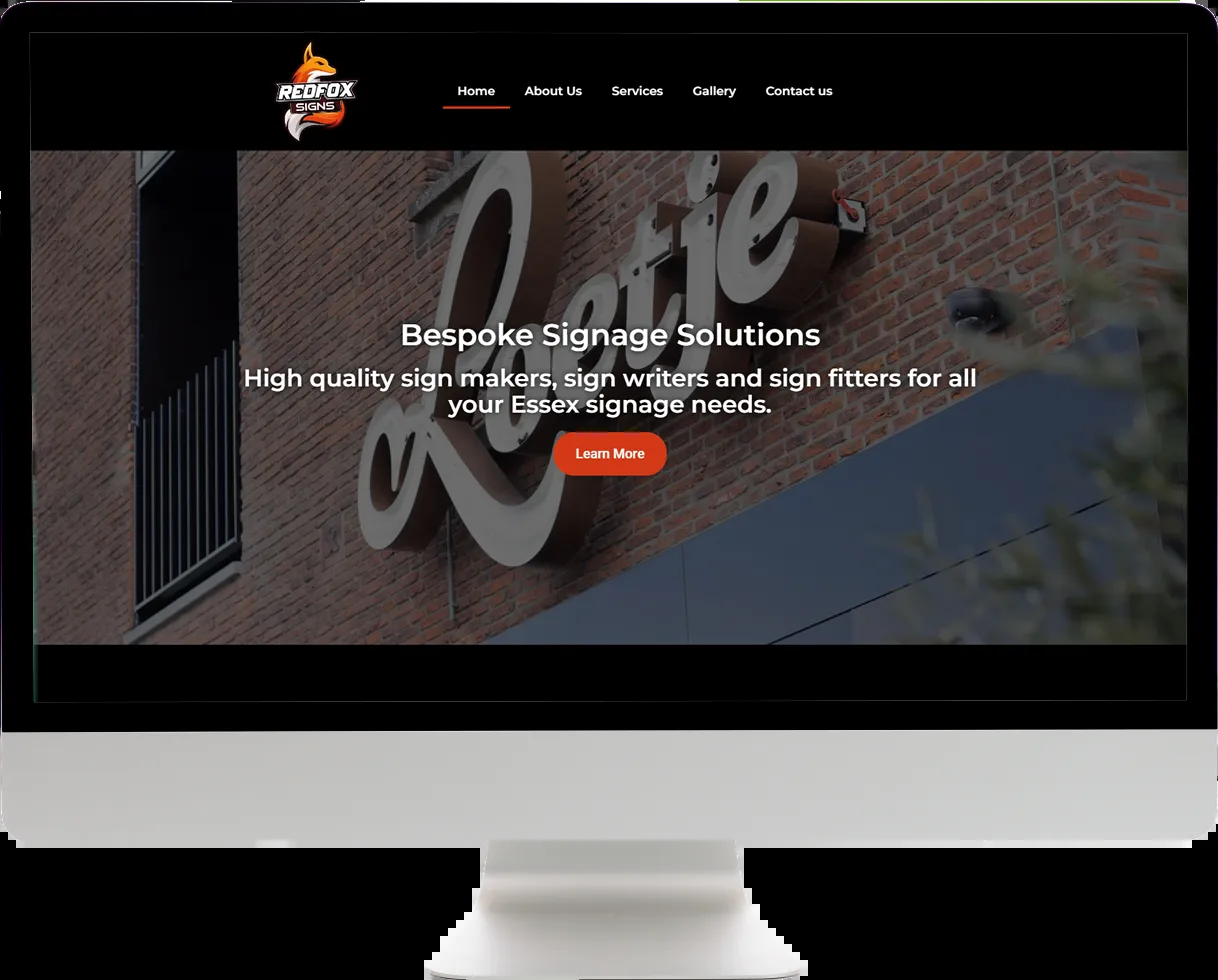 REDFOX
SIGNS
Home About Us Services Gallery Contact us
Loetje
Bespoke Signage Solutions
High quality sign makers, sign writers and sign fitters for all
your Essex signage needs.
Learn More